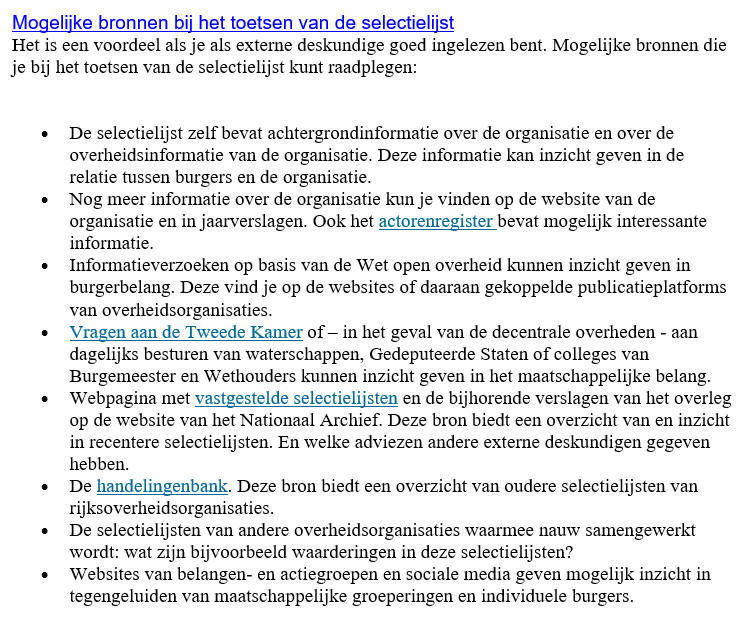 Mogelijke bronnen bij het toetsen van de selectielijst
Het is een voordeel als je als externe deskundige goed ingelezen bent. Mogelijke bronnen die
je bij het toetsen van de selectielijst kunt raadplegen:
• De selectielijst zelf bevat achtergrondinformatie over de organisatie en over de
overheidsinformatie van de organisatie. Deze informatie kan inzicht geven in de
relatie tussen burgers en de organisatie.
• Nog meer informatie over de organisatie kun je vinden op de website van de
organisatie en in jaarverslagen. Ook het actorenregister bevat mogelijk interessante
informatie.
• Informatieverzoeken op basis van de Wet open overheid kunnen inzicht geven in
burgerbelang. Deze vind je op de websites of daaraan gekoppelde publicatieplatforms
van overheidsorganisaties.
• Vragen aan de Tweede Kamer of – in het geval van de decentrale overheden - aan
dagelijks besturen van waterschappen, Gedeputeerde Staten of colleges van
Burgemeester en Wethouders kunnen inzicht geven in het maatschappelijke belang.
• Webpagina met vastgestelde selectielijsten en de bijhorende verslagen van het overleg
op de website van het Nationaal Archief. Deze bron biedt een overzicht van en inzicht
in recentere selectielijsten. En welke adviezen andere externe deskundigen gegeven
hebben.
• De handelingenbank. Deze bron biedt een overzicht van oudere selectielijsten van
rijksoverheidsorganisaties.
• De selectielijsten van andere overheidsorganisaties waarmee nauw samengewerkt
wordt: wat zijn bijvoorbeeld waarderingen in deze selectielijsten?
• Websites van belangen- en actiegroepen en sociale media geven mogelijk inzicht in
tegengeluiden van maatschappelijke groeperingen en individuele burgers.